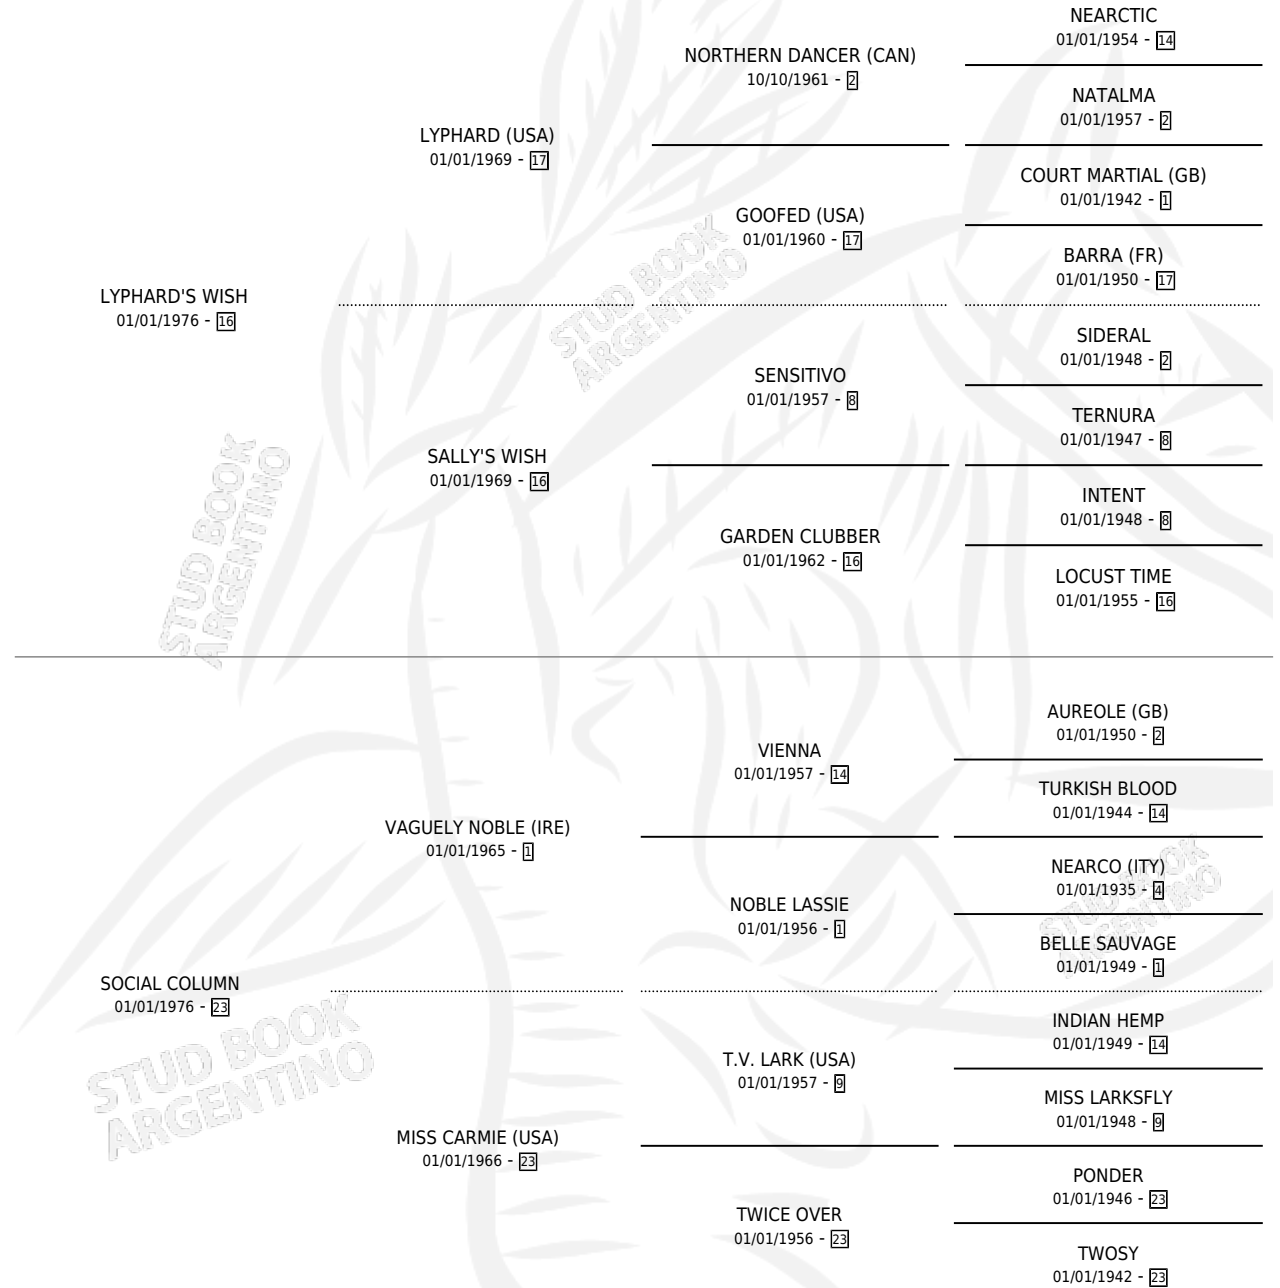 NEARCTIC
01/01/1954 - 14
NORTHERN DANCER (CAN)
10/10/1961 - 2
NATALMA
01/01/1957 - 2
LYPHARD (USA)
01/01/1969 - 17
COURT MARTIAL (GB)
01/01/1942 - 1
GOOFED (USA)
01/01/1960 - 17
BARRA (FR)
01/01/1950 - 17
LYPHARD'S WISH
01/01/1976 - 16
STUD BOOK
ARGENTINO
SIDERAL
01/01/1948 - 2
SENSITIVO
01/01/1957 - 8
TERNURA
01/01/1947 - 8
SALLY'S WISH
01/01/1969 - 16
INTENT
01/01/1948 - 8
GARDEN CLUBBER
01/01/1962 - 16
LOCUST TIME
01/01/1955 - 16
STUD BOOK
ARGENTINO
AUREOLE (GB)
01/01/1950 - 2
VIENNA
01/01/1957 - 14
TURKISH BLOOD
01/01/1944 - 14
VAGUELY NOBLE (IRE)
01/01/1965 - 1
NEARCO (ITY)
01/01/1935 - 4
NOBLE LASSIE
01/01/1956 - 1
STUD BOOK
ARGENTINO
BELLE SAUVAGE
01/01/1949 - 1
SOCIAL COLUMN
01/01/1976 - 23
INDIAN HEMP
01/01/1949 - 14
T.V. LARK (USA)
01/01/1957 - 9
STUD BOOK
ARGENTINO
MISS LARKSFLY
01/01/1948 - 9
MISS CARMIE (USA)
01/01/1966 - 23
PONDER
01/01/1946 - 23
TWICE OVER
01/01/1956 - 23
TWOSY
01/01/1942 - 23